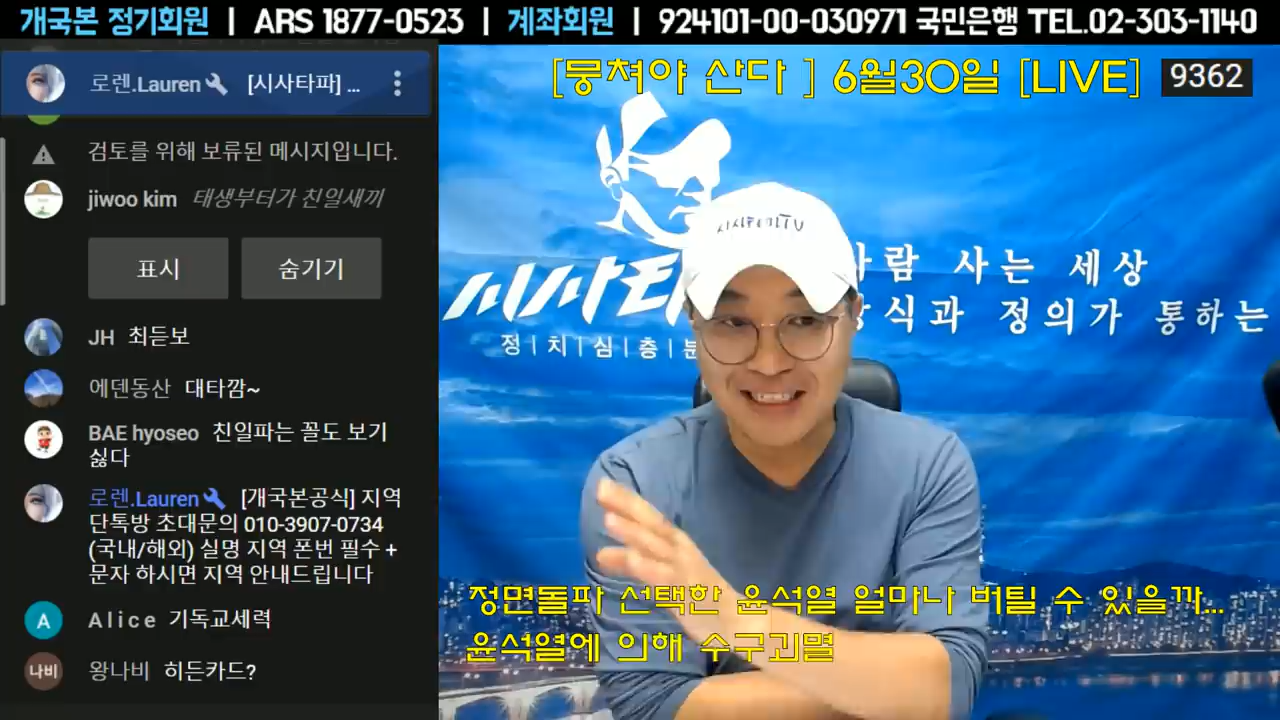 개국본 정기회원 | ARS 1877-0523 | 계좌회원 | 924101-00-030971 국민은행 TEL.02-303-1140
로렌.Lauren [시사타파] ...
검토를 위해 보류된 메시지입니다.
jiwoo kim 태생부터가 친일새끼
표시 숨기기
JH 최듣보
에덴동산 대타깜~
BAE hyoseo 친일파는 꼴도 보기
싫다
로렌.Lauren [개국본공식] 지역
단톡방 초대문의 010-3907-0734
(국내/해외) 실명 지역 폰번 필수 +
문자 하시면 지역 안내드립니다
A Alice 기독교세력
나비 왕나비 히든카드?
[뭉쳐야 산다 ] 6월30일 [LIVE] 9362
시사타파TV
시사타
정|치|심|층|분
사람 사는 세상
상식과 정의가 통하는
정면돌파 선택한 윤석열 얼마나 버틸 수 있을까...
윤석열에 의해 수구괴멸